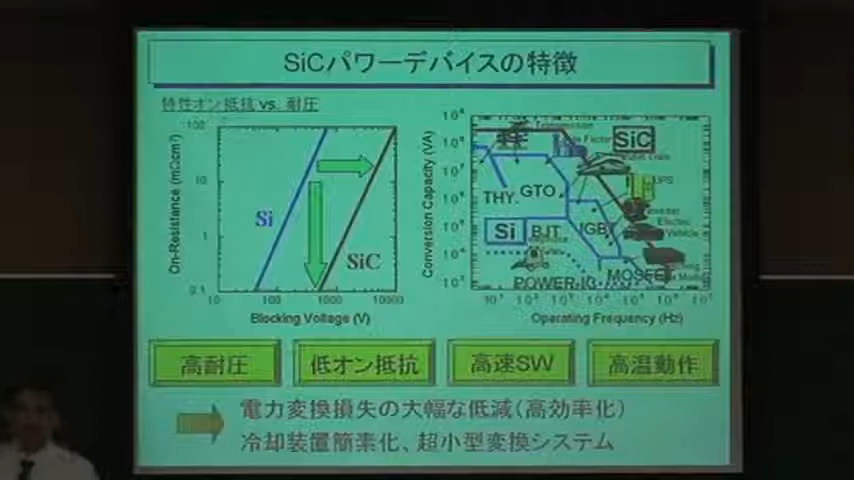 SiCパワーデバイスの特徴
特性オン抵抗 vs. 耐圧
On-Resistance (mΩcm²)
100
10
1
0.1
Si
SiC
10
100
1000
10000
Blocking Voltage (V)
Conversion Capacity (VA)
SiC
THY.
GTO
Si
BJT
IGBT
UPS
Inverter
Electric
Vehicle
POWER-IC
MOSFET
Operating Frequency (Hz)
高耐圧
低オン抵抗
高速SW
高温動作
電力変換損失の大幅な低減(高効率化)
冷却装置簡素化、超小型変換システム